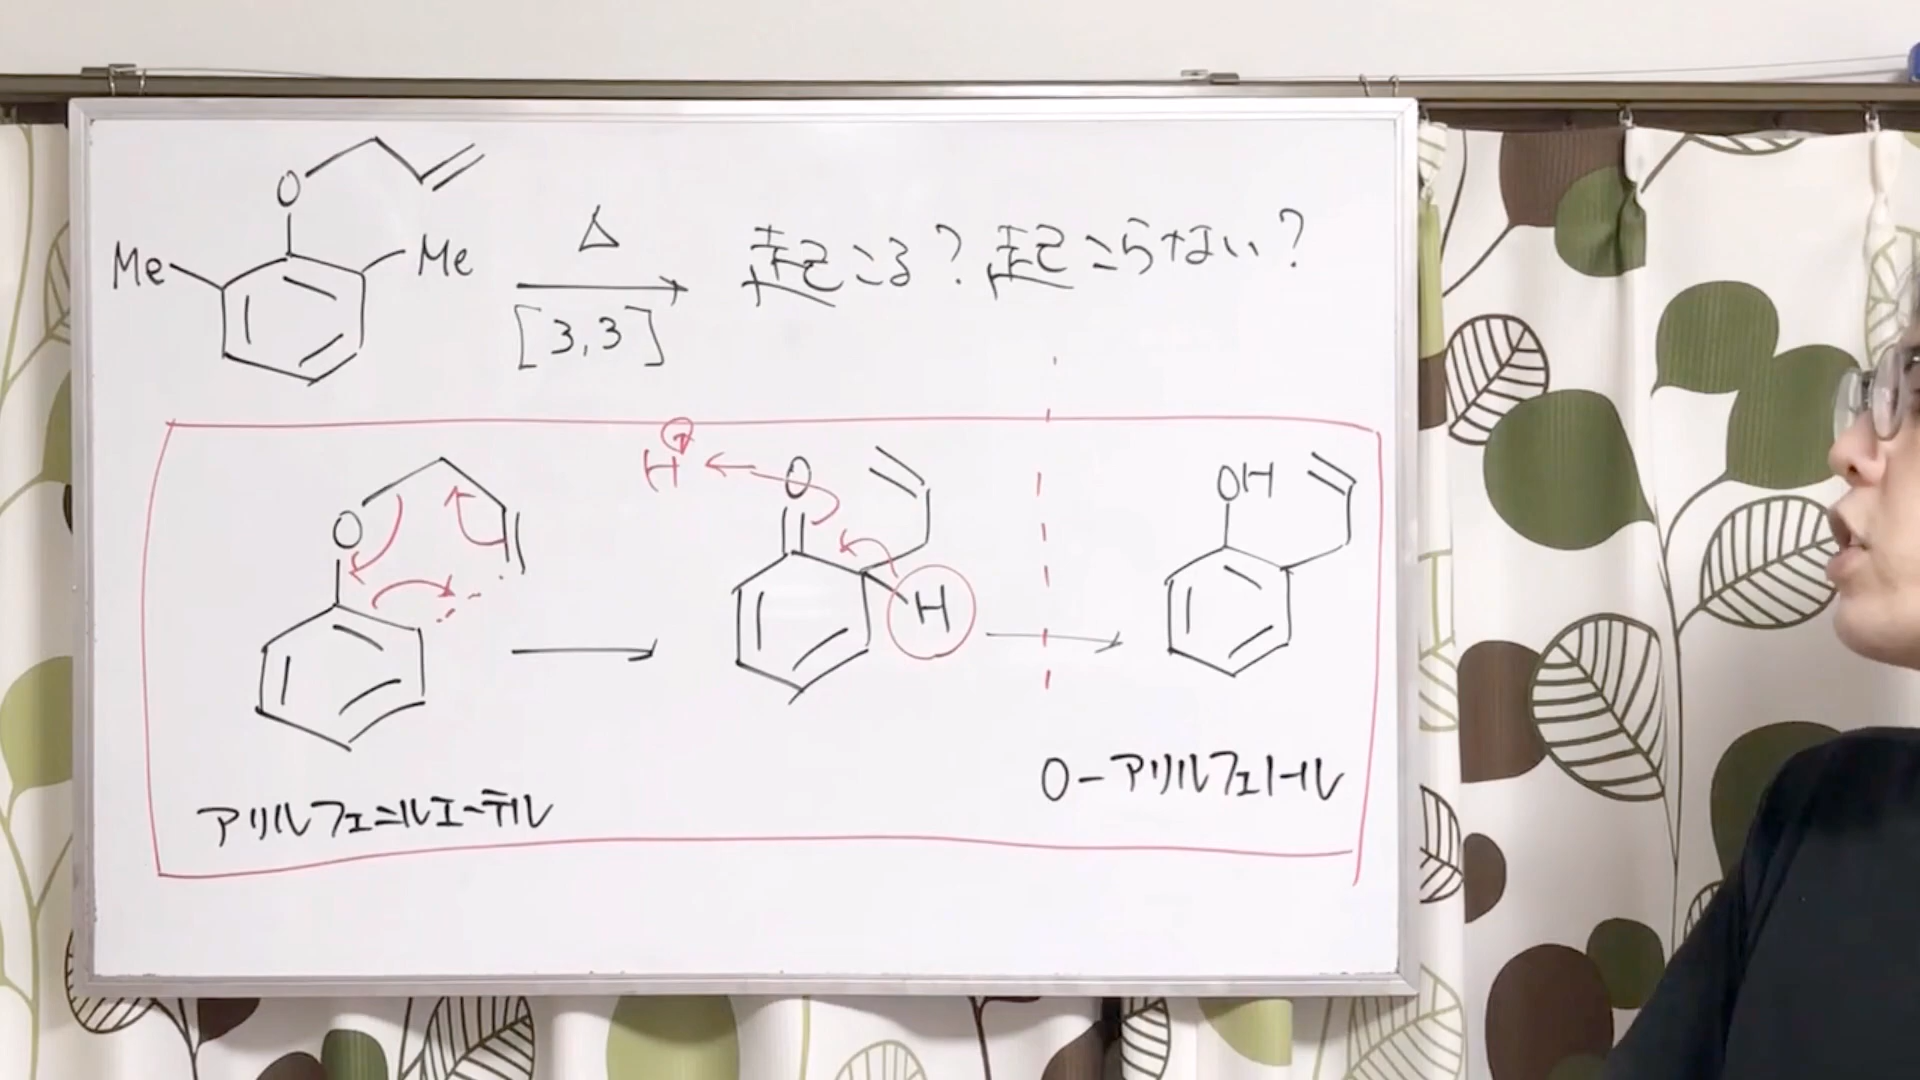 O
Me
Me
Δ
[3,3]
起こる? 起こらない?
H⊕
O
OH
O
H
O-アリルフェノール
アリルフェニルエーテル